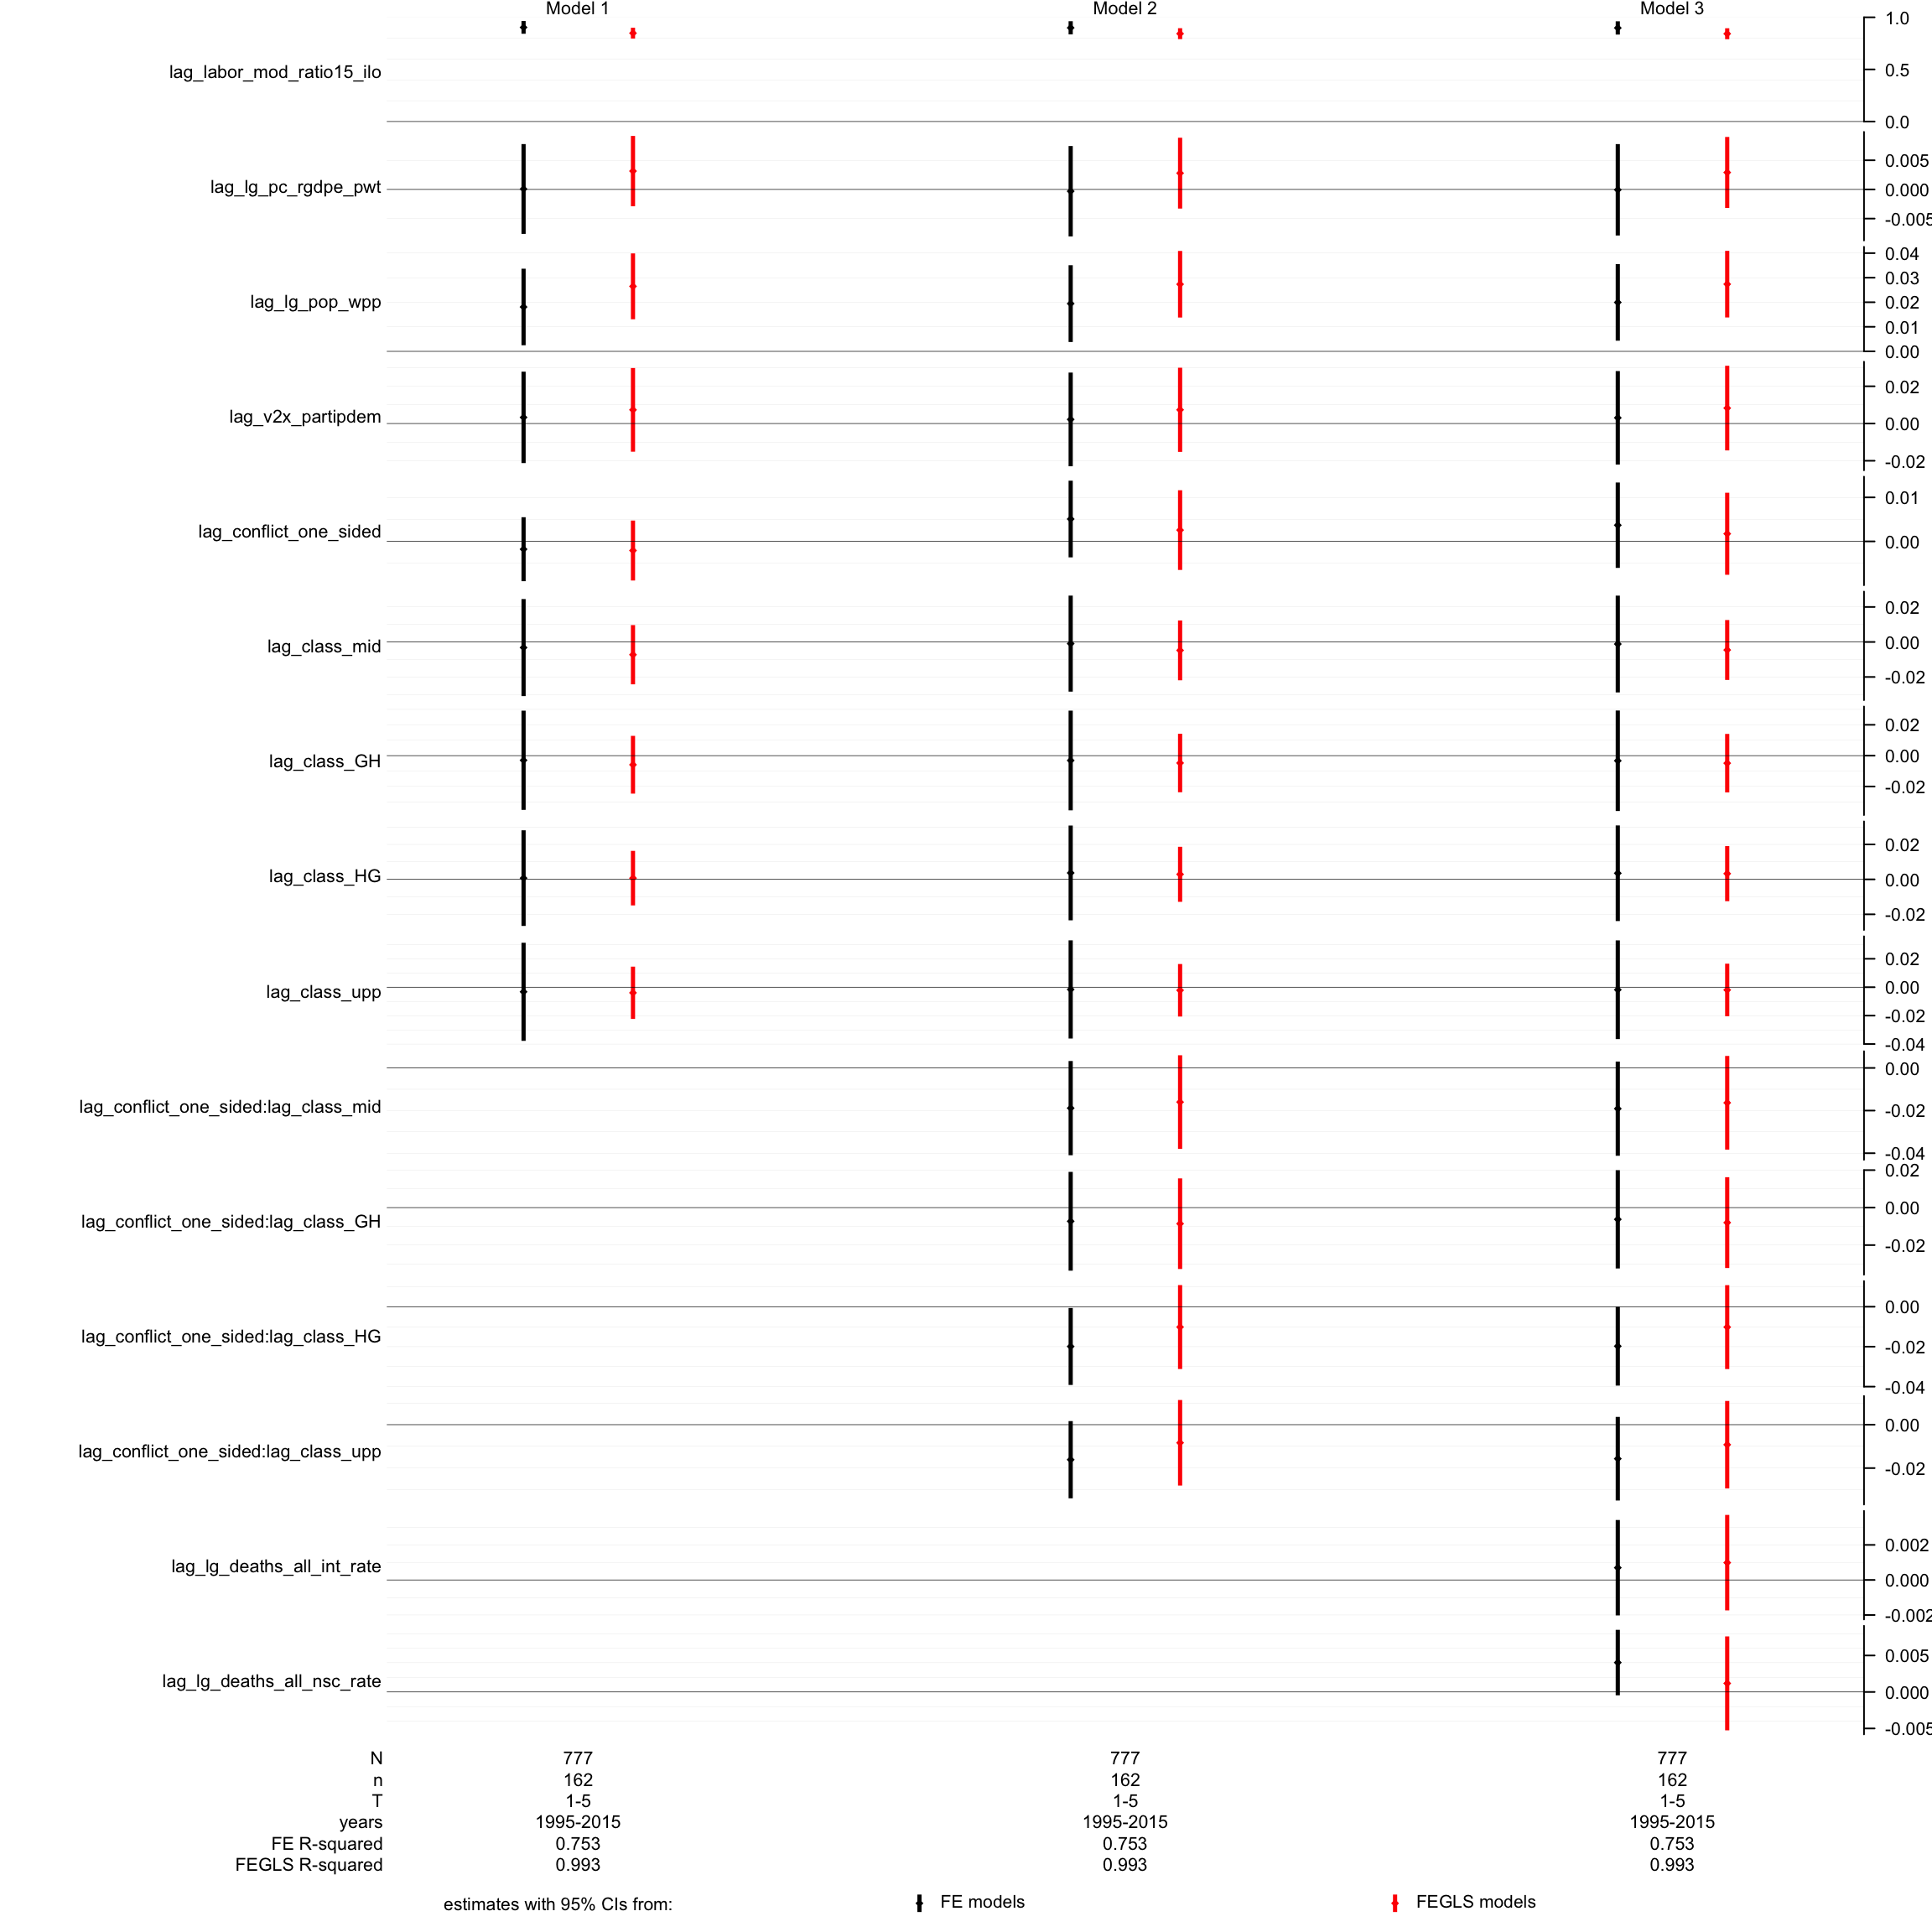 Model 1 Model 2 Model 3
1.0
lag_labor_mod_ratio15_ilo 0.5
0.0
0.005
lag_lg_pc_rgdpe_pwt 0.000
-0.005
0.04
0.03
lag_lg_pop_wpp 0.02
0.01
0.00
0.02
lag_v2x_partipdem 0.00
-0.02
0.01
lag_conflict_one_sided 0.00
0.02
lag_class_mid 0.00
-0.02
0.02
lag_class_GH 0.00
-0.02
0.02
lag_class_HG 0.00
-0.02
0.02
lag_class_upp 0.00
-0.02
-0.04
0.00
lag_conflict_one_sided:lag_class_mid -0.02
-0.04
0.02
lag_conflict_one_sided:lag_class_GH 0.00
-0.02
0.00
lag_conflict_one_sided:lag_class_HG -0.02
-0.04
0.00
lag_conflict_one_sided:lag_class_upp -0.02
0.002
lag_lg_deaths_all_int_rate 0.000
-0.002
0.005
lag_lg_deaths_all_nsc_rate 0.000
-0.005
N 777 777 777
n 162 162 162
T 1-5 1-5 1-5
years 1995-2015 1995-2015 1995-2015
FE R-squared 0.753 0.753 0.753
FEGLS R-squared 0.993 0.993 0.993
estimates with 95% CIs from: FE models FEGLS models